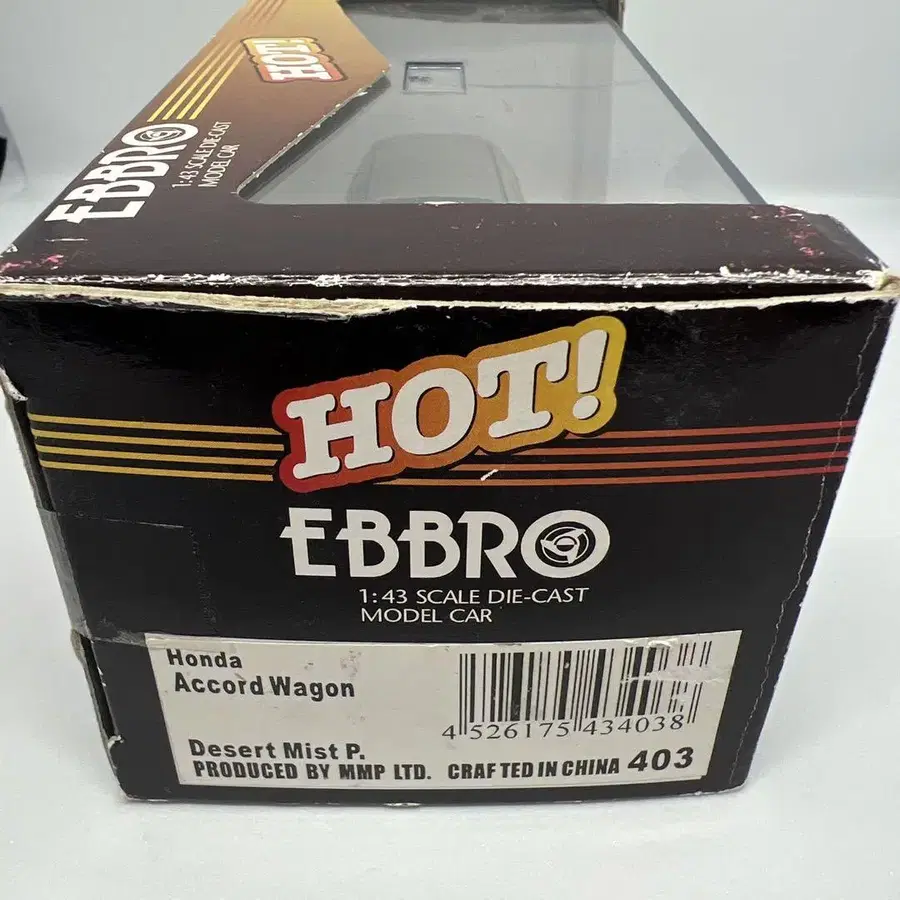 HOT!
EBBRO
1:43 SCALE DIE-CAST
MODEL CAR
HOT!
EBBRO
1:43 SCALE DIE-CAST
MODEL CAR
Honda
Accord Wagon
4 526175 434038
Desert Mist P.
PRODUCED BY MMP LTD. CRAFTED IN CHINA 403